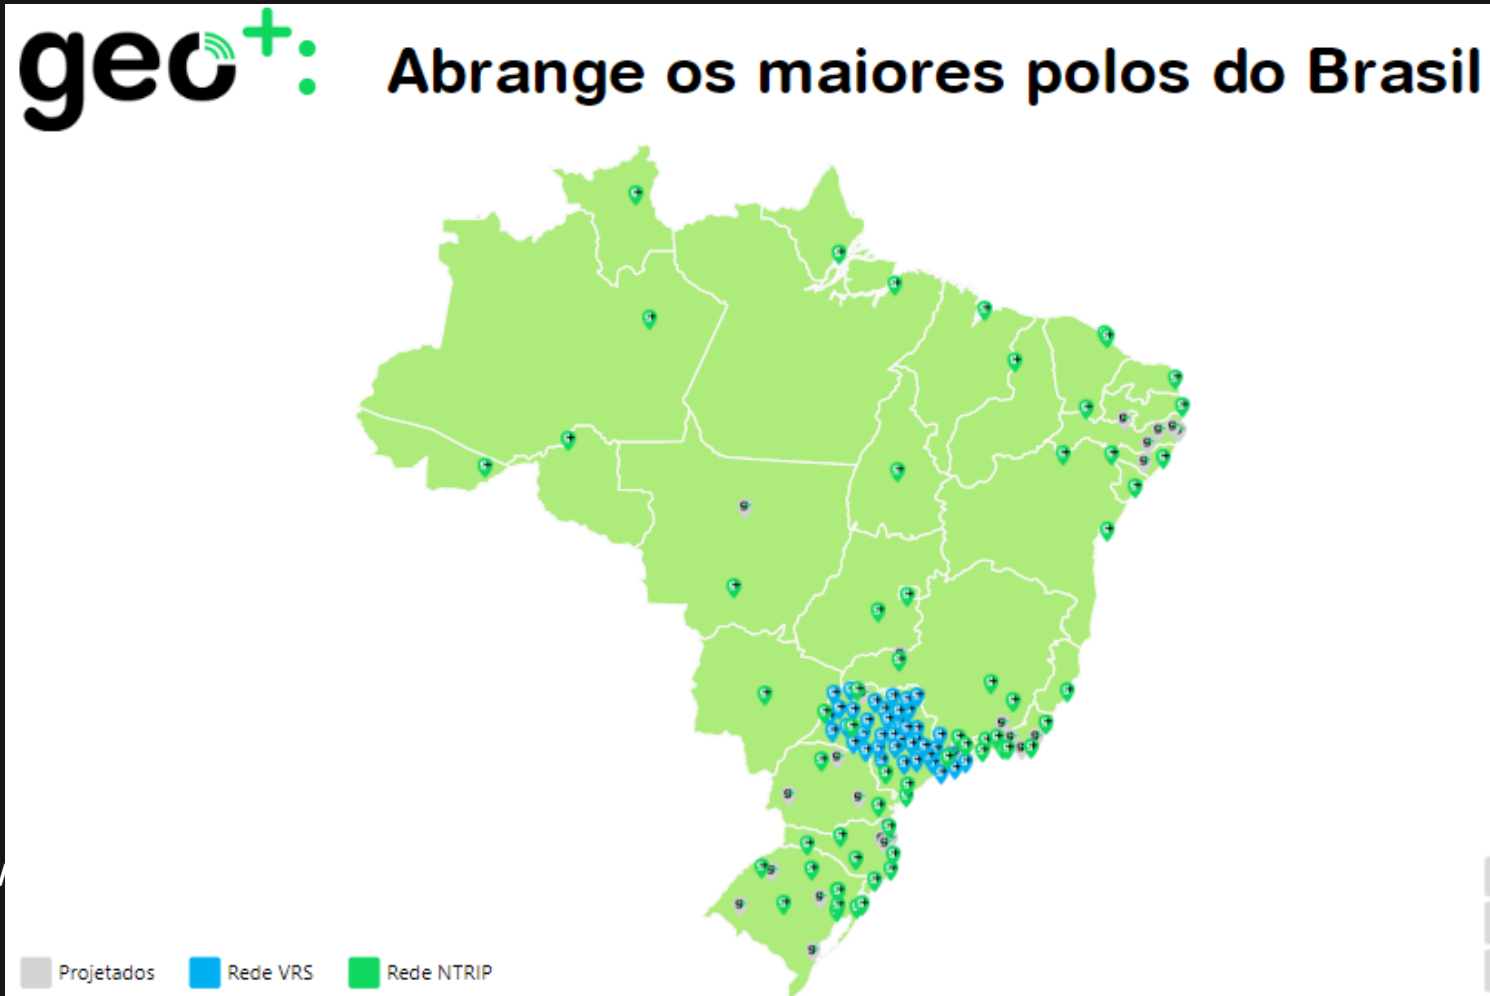 geo+:
Abrange os maiores polos do Brasil
Projetados
Rede VRS
Rede NTRIP